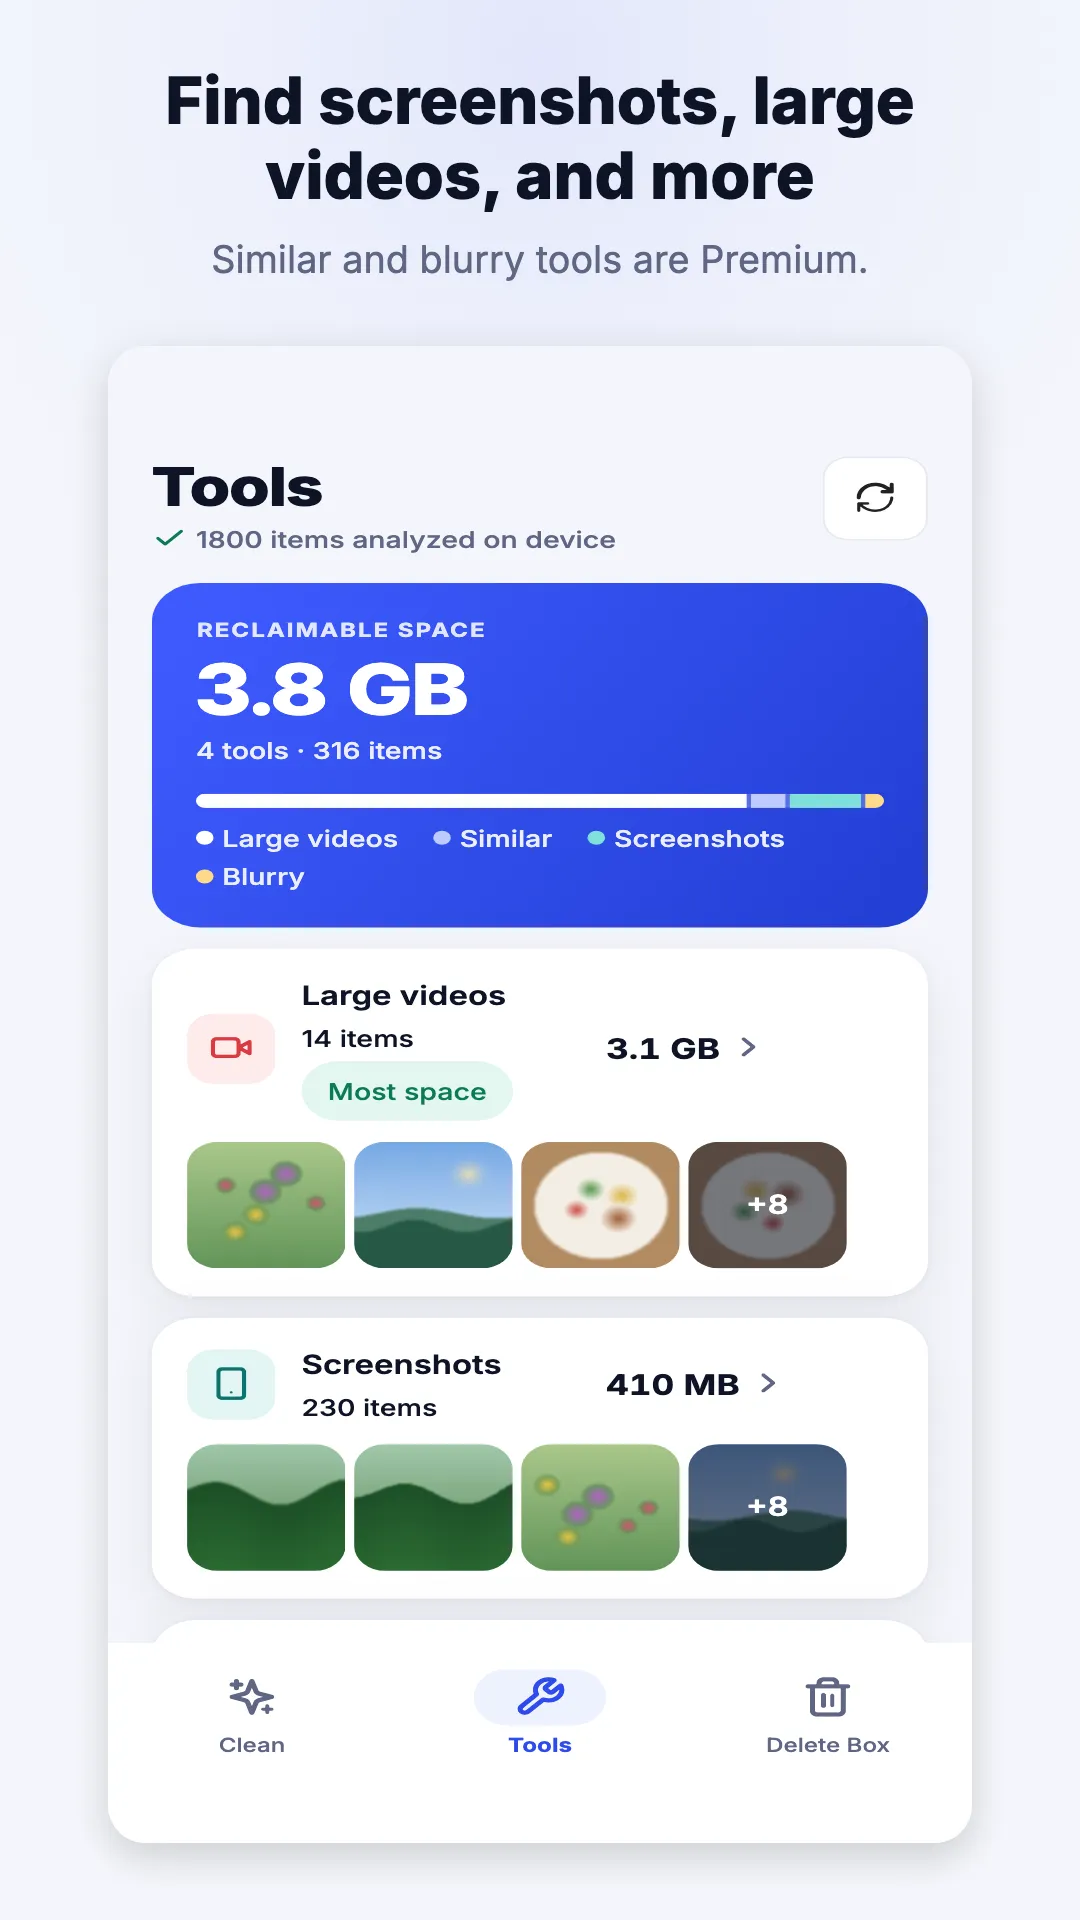 Find screenshots, large
videos, and more
Similar and blurry tools are Premium.
Tools
1800 items analyzed on device
RECLAIMABLE SPACE
3.8 GB
4 tools · 316 items
Large videos
Similar
Screenshots
Blurry
Large videos
14 items
Most space
3.1 GB
+8
Screenshots
230 items
410 MB
+8
Clean
Tools
Delete Box